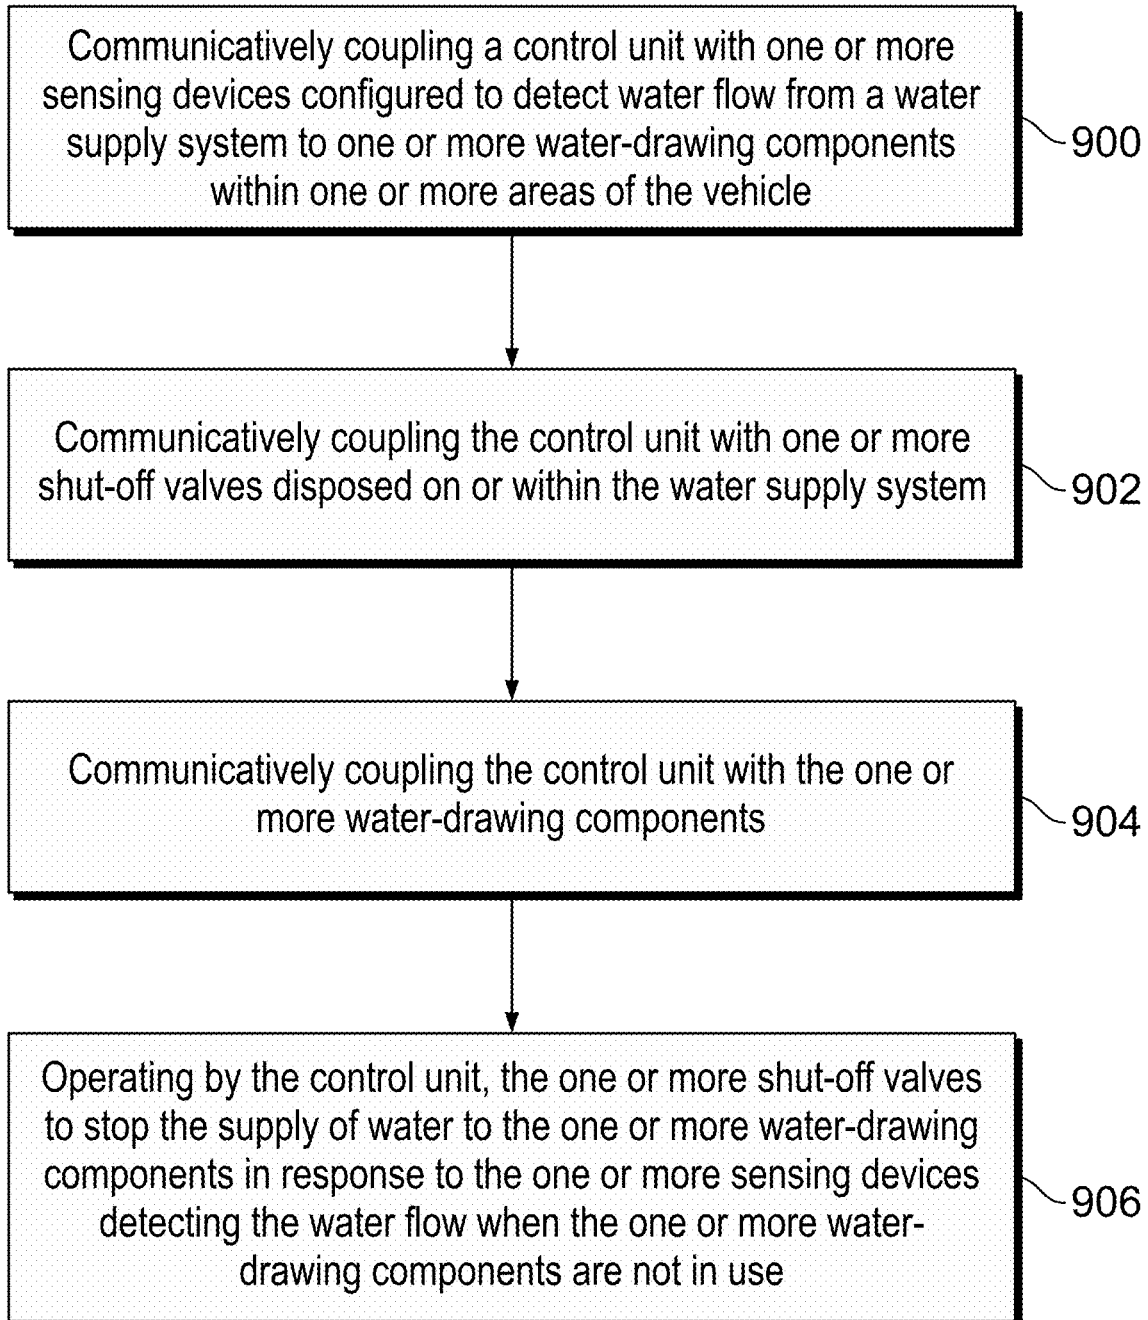 Communicatively coupling a control unit with one or more
sensing devices configured to detect water flow from a water
supply system to one or more water-drawing components
within one or more areas of the vehicle
900
Communicatively coupling the control unit with one or more
shut-off valves disposed on or within the water supply system
902
Communicatively coupling the control unit with the one or
more water-drawing components
904
Operating by the control unit, the one or more shut-off valves
to stop the supply of water to the one or more water-drawing
components in response to the one or more sensing devices
detecting the water flow when the one or more water-
drawing components are not in use
906